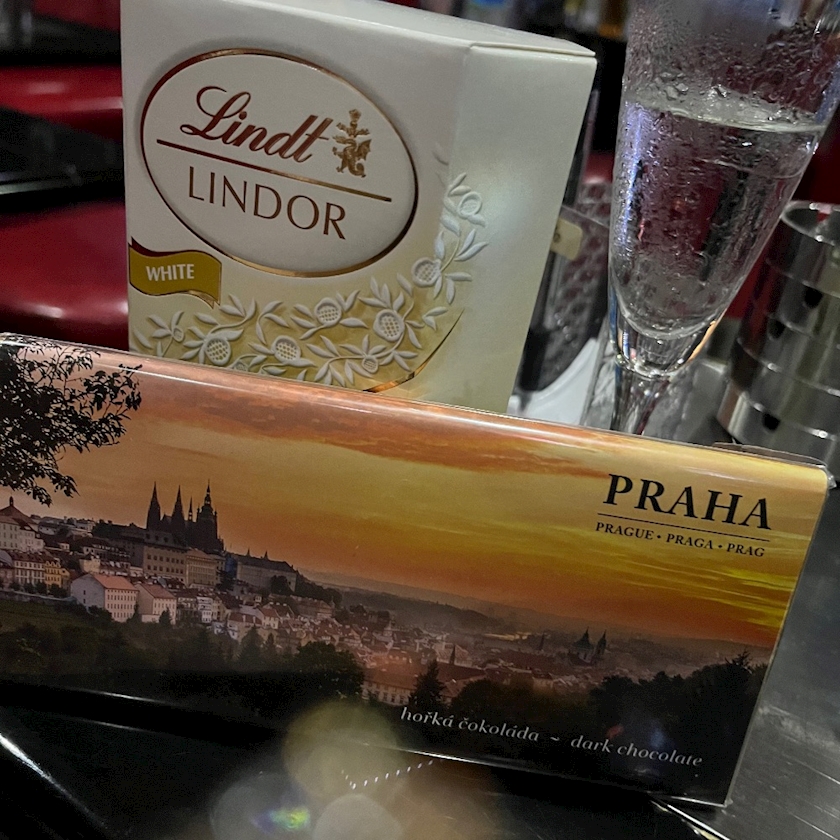 Lindt
LINDOR
WHITE
PRAHA
PRAGUE • PRAGA • PRAG
hořká čokoláda ~ dark chocolate